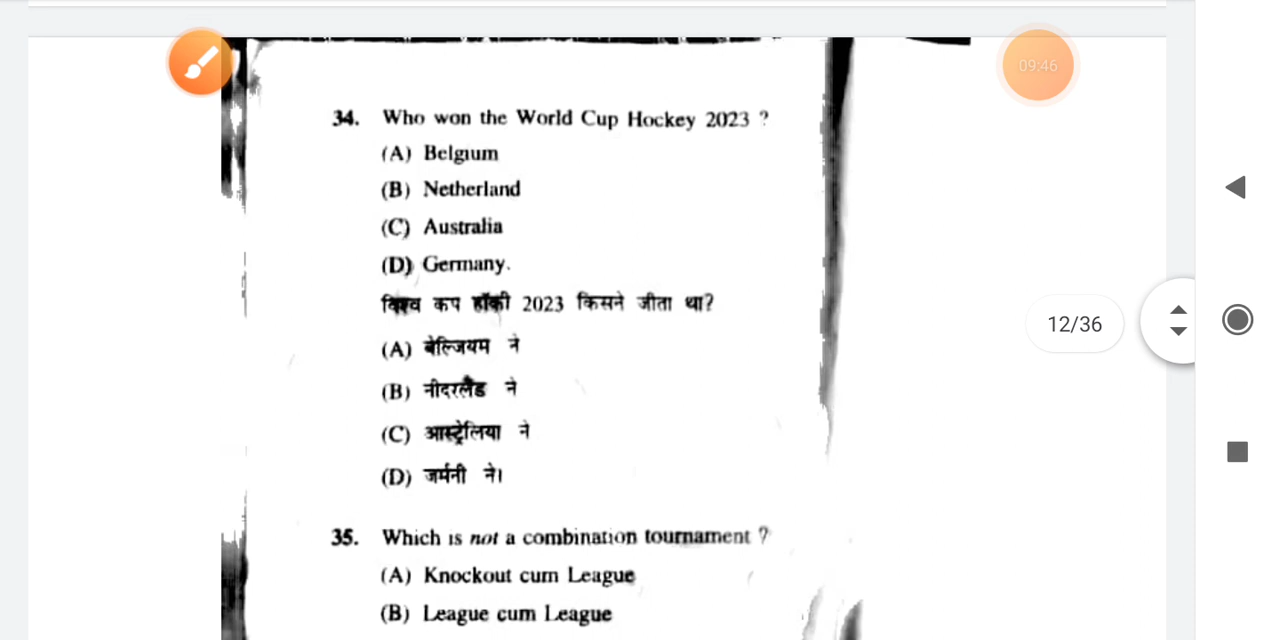 09:46
34. Who won the World Cup Hockey 2023 ?
(A) Belgium
(B) Netherland
(C) Australia
(D) Germany.
विश्व कप हॉकी 2023 किसने जीता था?
(A) बेल्जियम ने
(B) नीदरलैंड ने
(C) आस्ट्रेलिया ने
(D) जर्मनी ने।
12/36
35. Which is not a combination tournament ?
(A) Knockout cum League
(B) League cum League